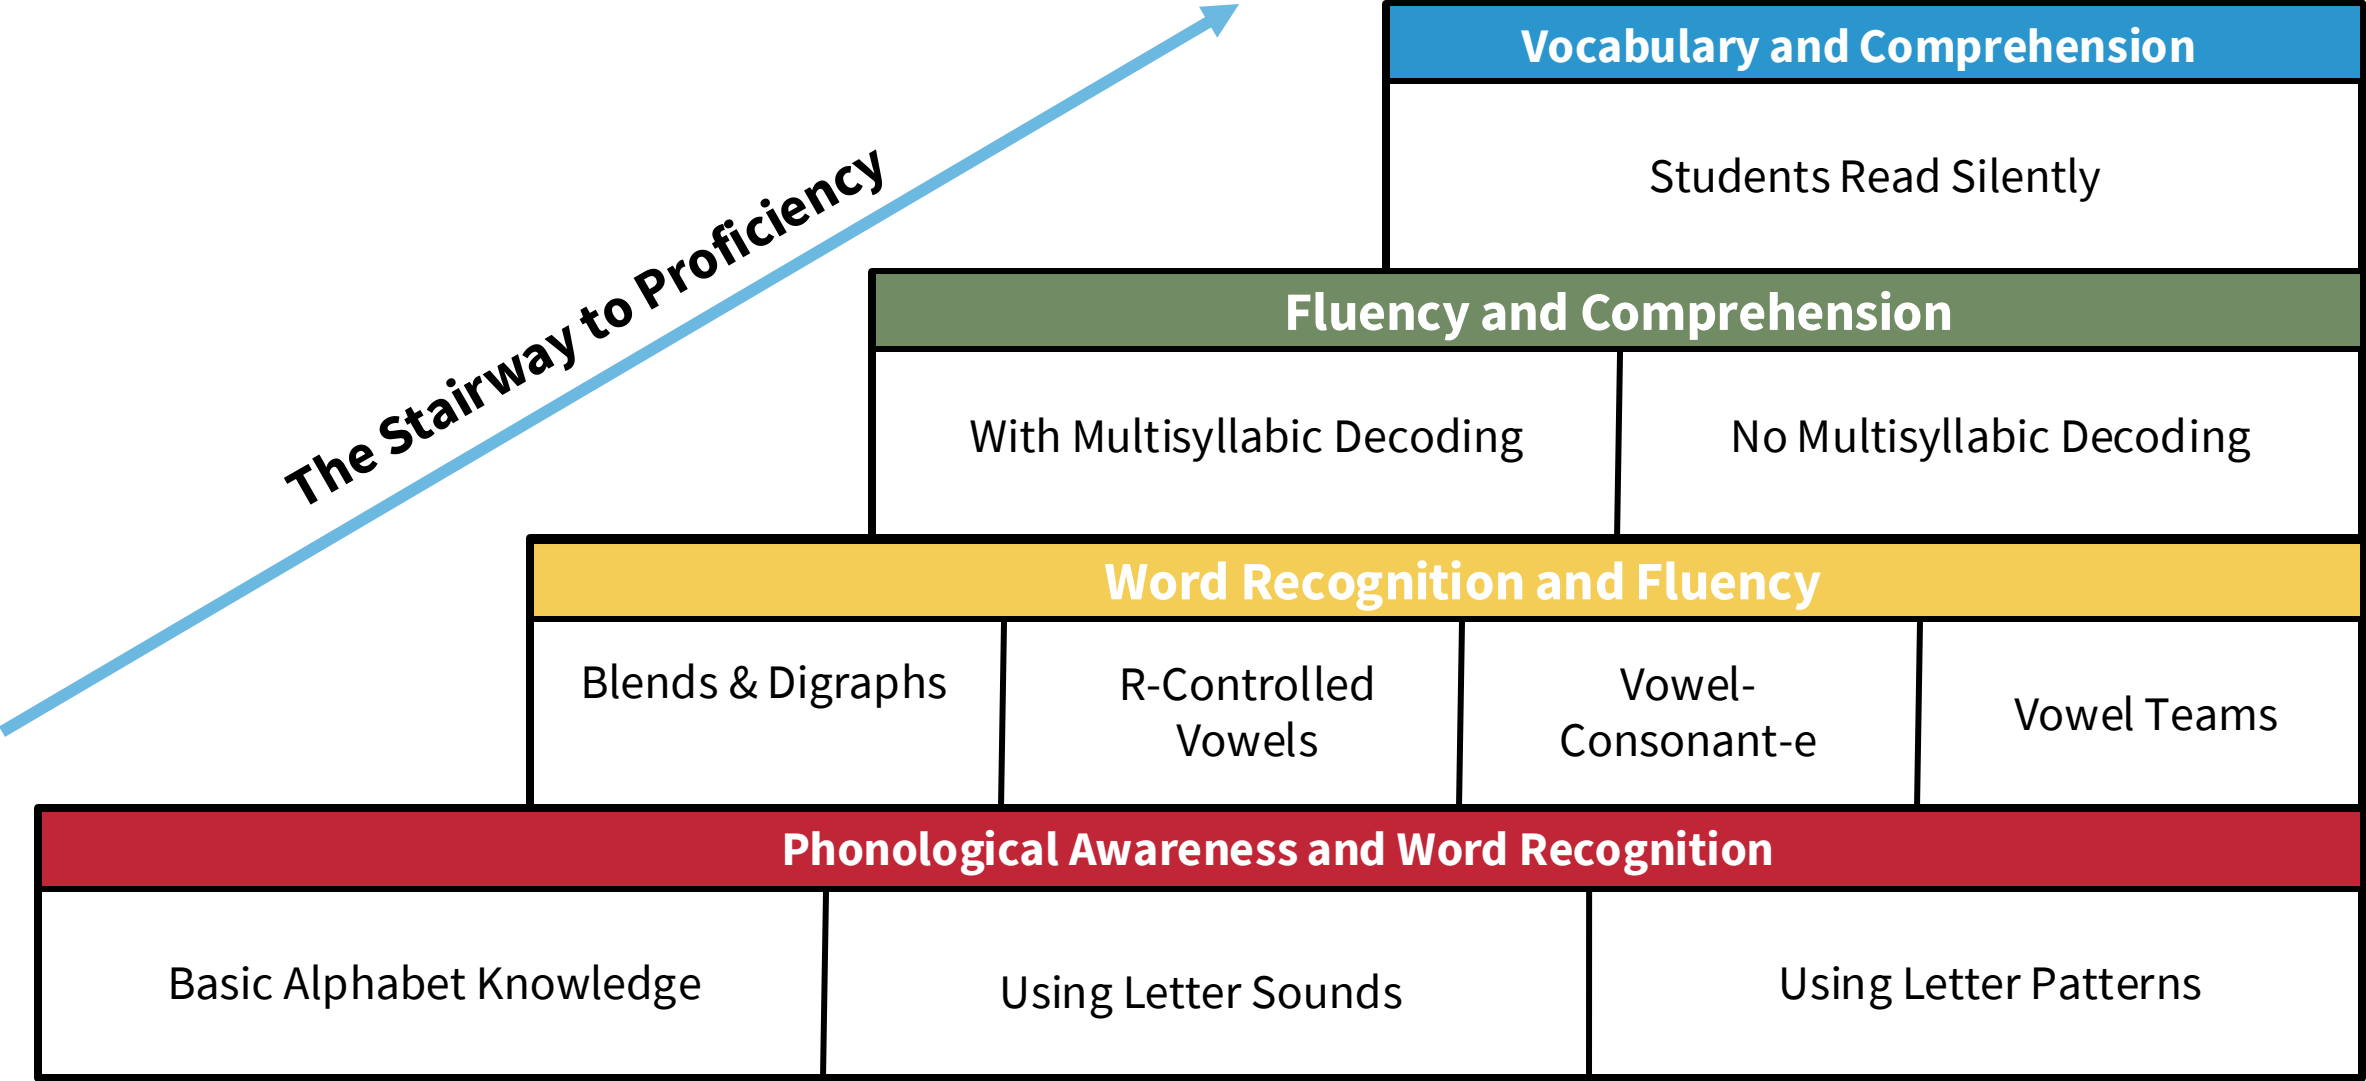 Vocabulary and Comprehension
Students Read Silently
The Stairway to Proficiency
Fluency and Comprehension
With Multisyllabic Decoding
No Multisyllabic Decoding
Word Recognition and Fluency
Blends & Digraphs
R-Controlled
Vowels
Vowel-
Consonant-e
Vowel Teams
Phonological Awareness and Word Recognition
Basic Alphabet Knowledge
Using Letter Sounds
Using Letter Patterns